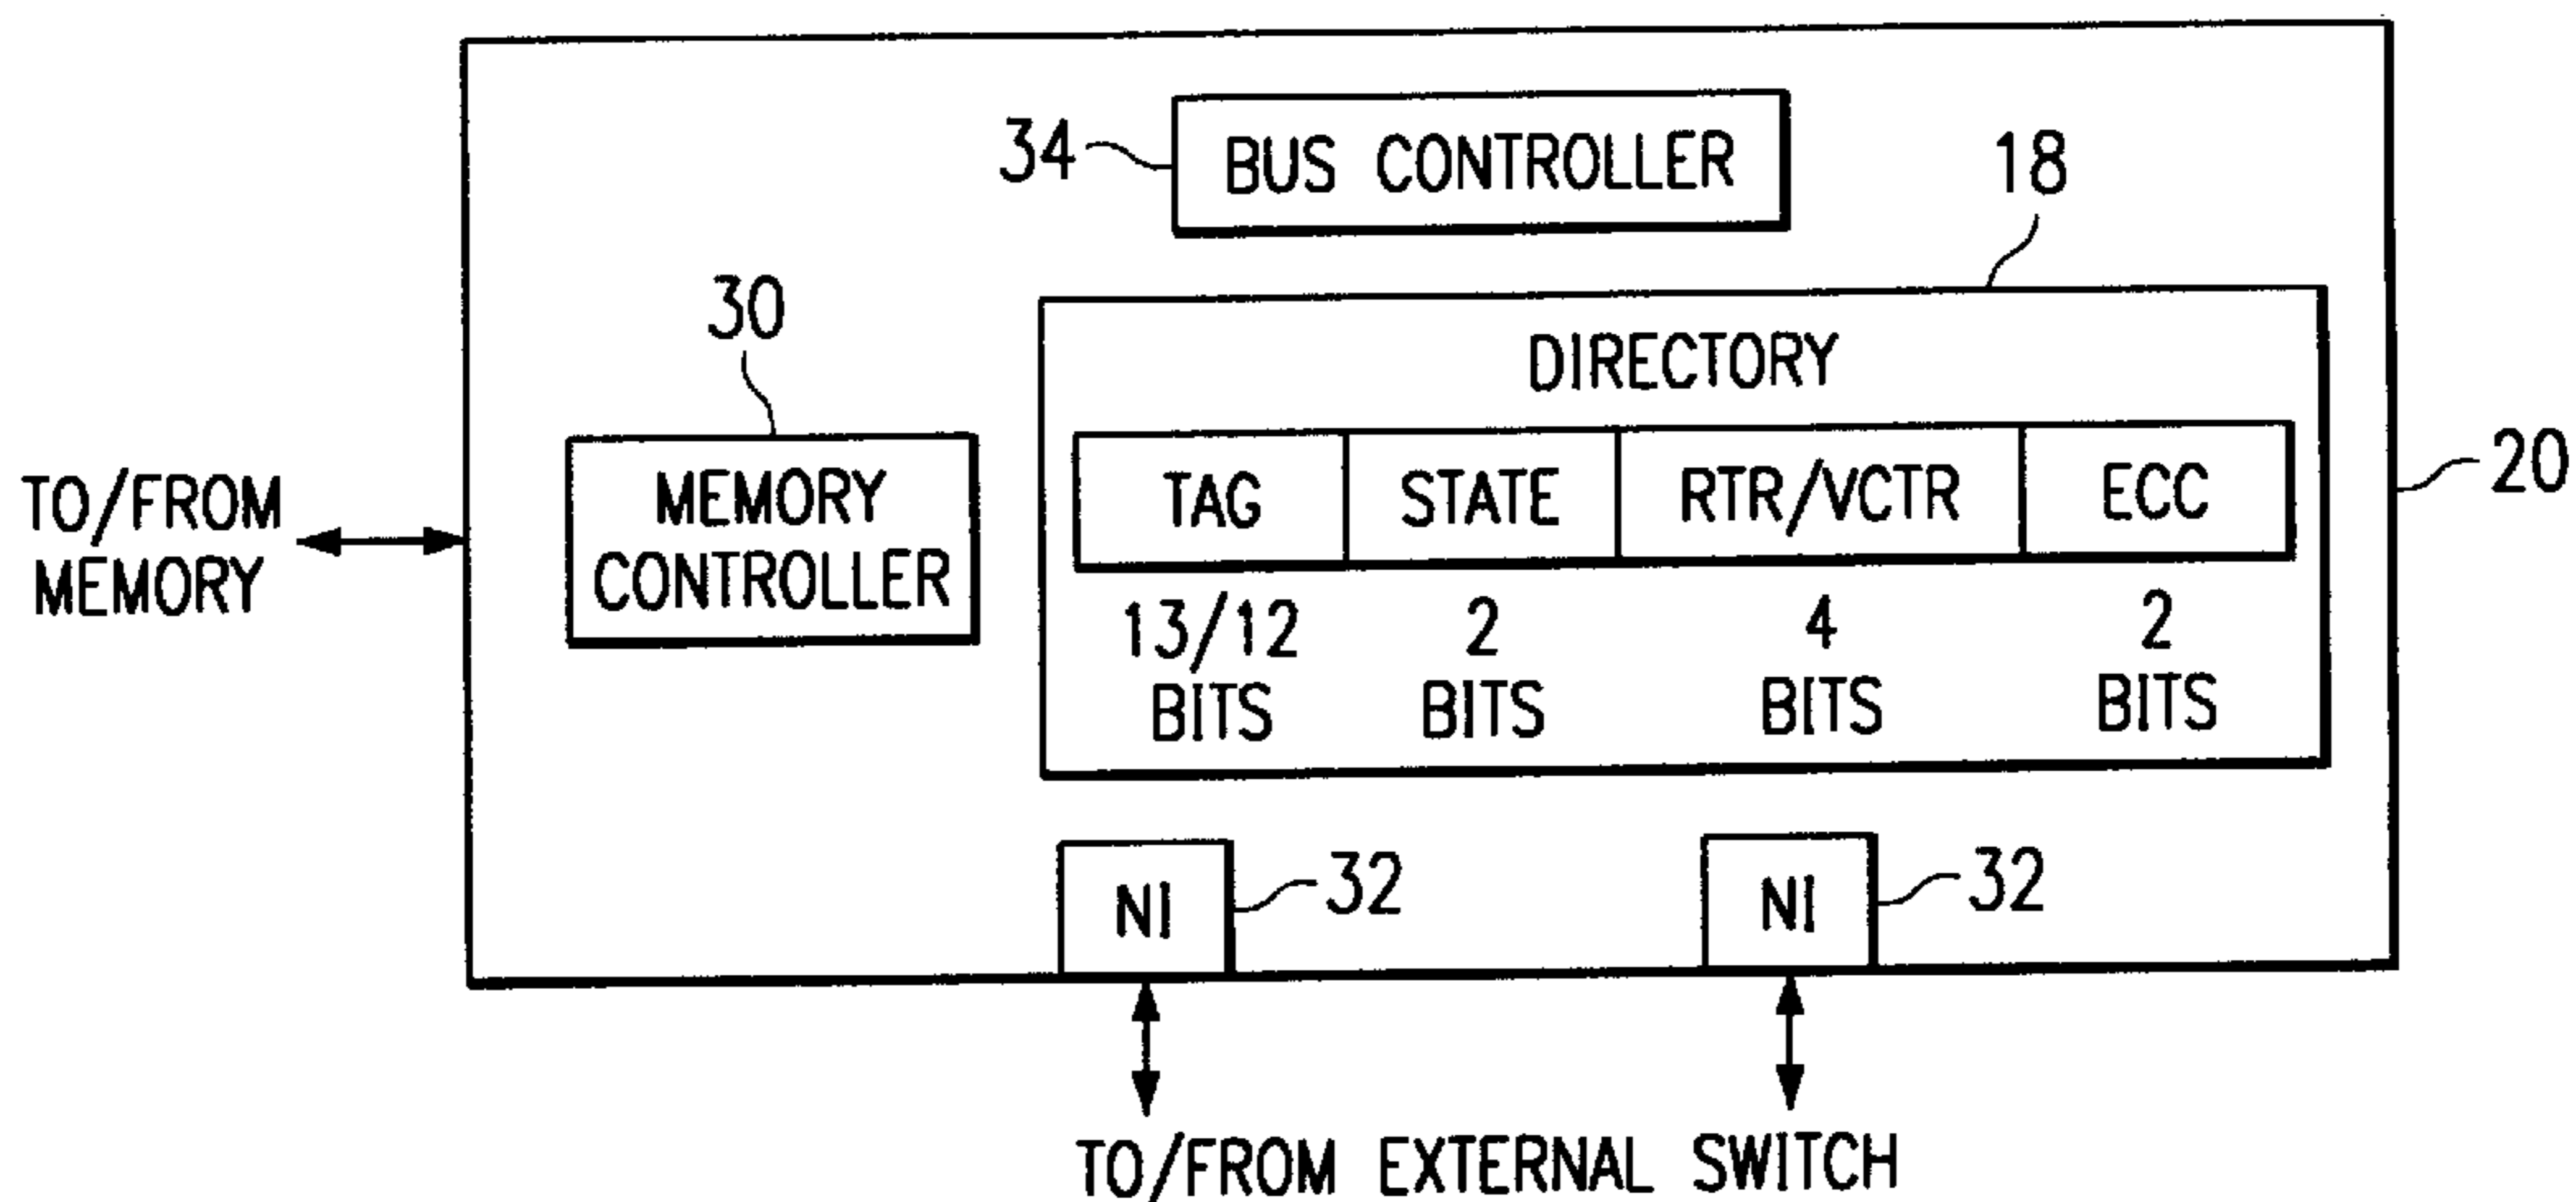 34
BUS CONTROLLER
18
30
DIRECTORY
MEMORY
CONTROLLER
TAG
STATE
RTR/VCTR
ECC
20
TO/FROM
MEMORY
13/12
BITS
2
BITS
4
BITS
2
BITS
NI
32
NI
32
TO/FROM EXTERNAL SWITCH